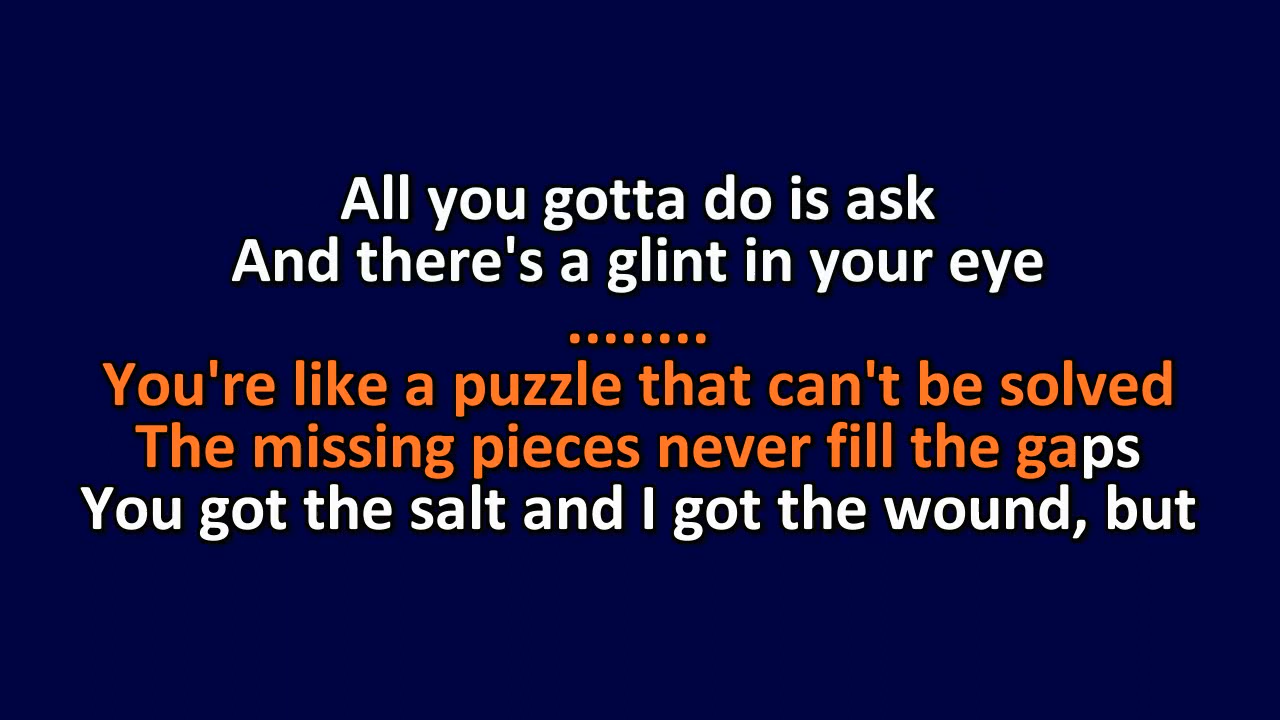 All you gotta do is ask
And there's a glint in your eye
........
You're like a puzzle that can't be solved
The missing pieces never fill the gaps
You got the salt and I got the wound, but